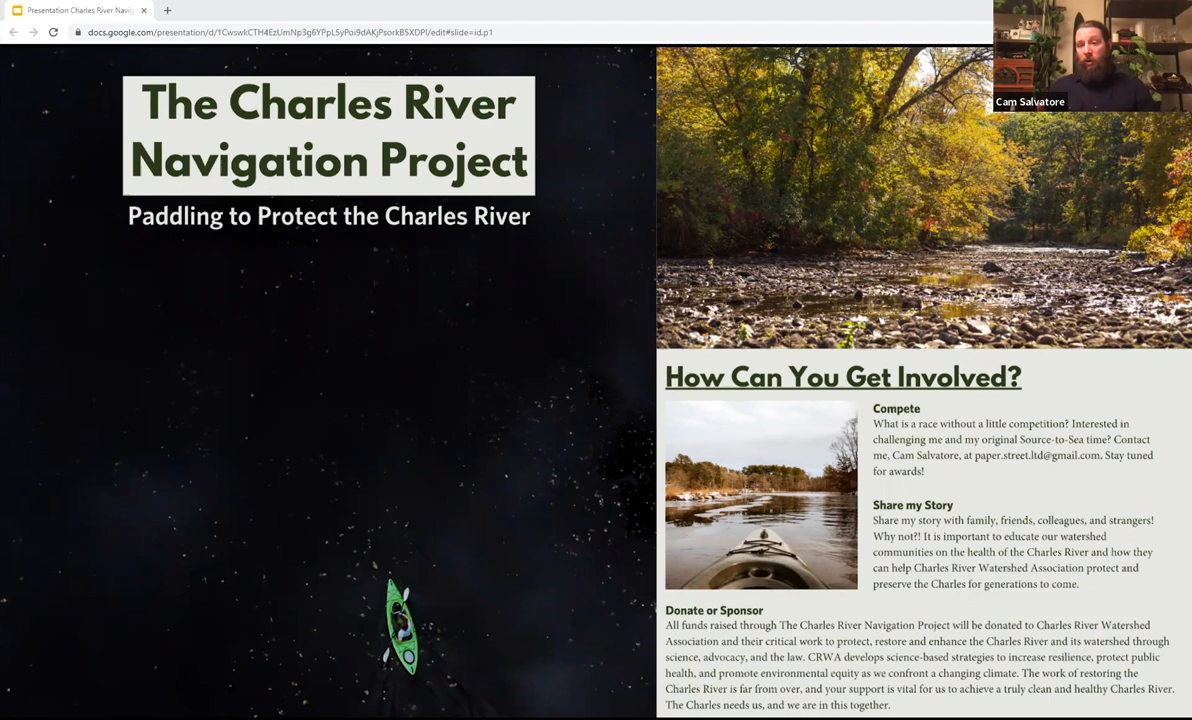 Presentation Charles River Navig
docs.google.com/presentation/d/1CwswkCTH4EzUmNp3g6YPpL5yPoi9dAKjPsorkB5XDPI/edit#slide=id.p1
Cam Salvatore
The Charles River
Navigation Project
Paddling to Protect the Charles River
How Can You Get Involved?
Compete
What is a race without a little competition? Interested in
challenging me and my original Source-to-Sea time? Contact
me, Cam Salvatore, at paper.street.ltd@gmail.com. Stay tuned
for awards!
Share my Story
Share my story with family, friends, colleagues, and strangers!
Why not?! It is important to educate our watershed
communities on the health of the Charles River and how they
can help Charles River Watershed Association protect and
preserve the Charles for generations to come.
Donate or Sponsor
All funds raised through The Charles River Navigation Project will be donated to Charles River Watershed
Association and their critical work to protect, restore and enhance the Charles River and its watershed through
science, advocacy, and the law. CRWA develops science-based strategies to increase resilience, protect public
health, and promote environmental equity as we confront a changing climate. The work of restoring the
Charles River is far from over, and your support is vital for us to achieve a truly clean and healthy Charles River.
The Charles needs us, and we are in this together.